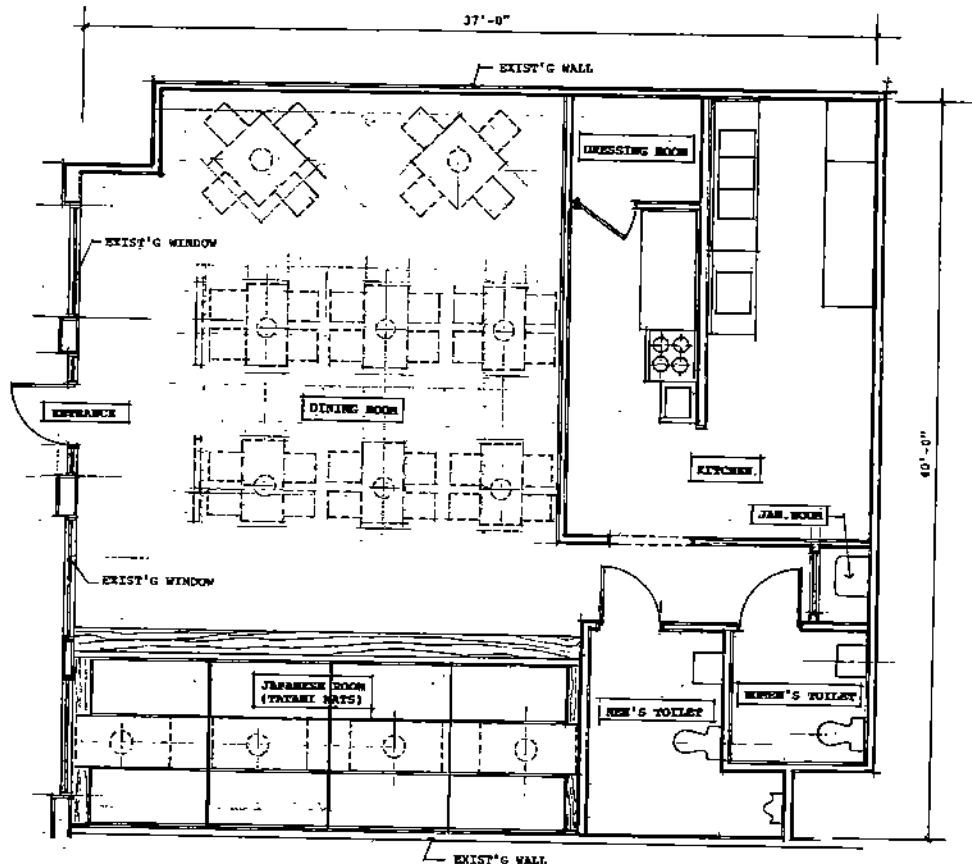 37'-0"
EXIST'G WALL
DRESSING ROOM
EXIST'G WINDOW
ENTRANCE
DINING ROOM
KITCHEN
40'-0"
JAN. ROOM
EXIST'G WINDOW
JAPANESE ROOM
(TATAMI MATS)
MEN'S TOILET
WOMEN'S TOILET
EXIST'G WALL